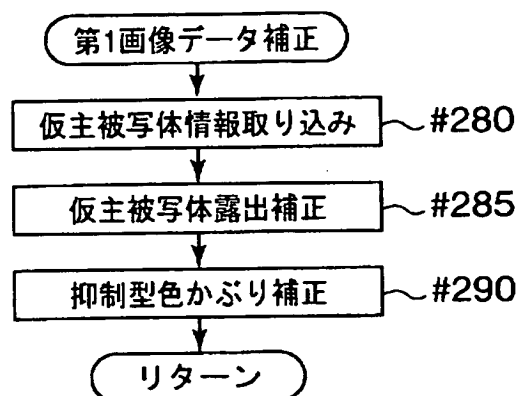 第1画像データ補正
仮主被写体情報取り込み #280
仮主被写体露出補正 #285
抑制型色かぶり補正 #290
リターン